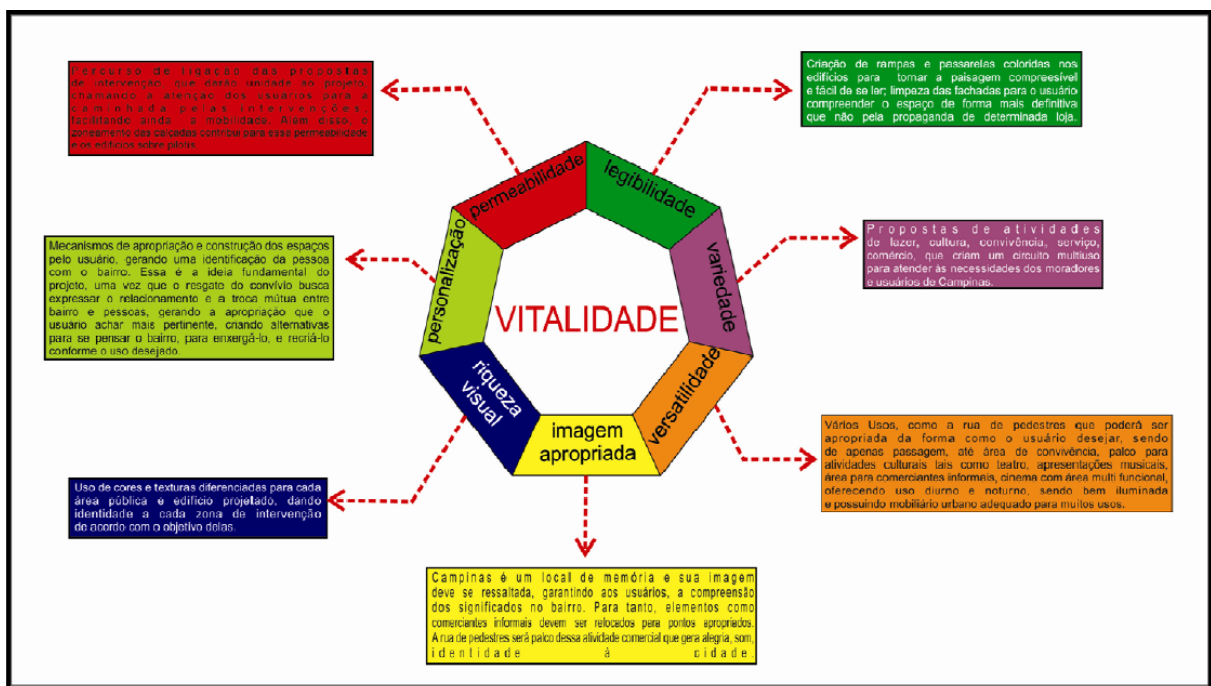 Percurso de ligação das propostas
de intervenção, que darão unidade ao projeto,
chamando a atenção dos usuários para a
caminhada pelas intervenções,
facilitando ainda a mobilidade. Além disso, o
zoneamento das calçadas contribui para essa permeabilidade
e os edifícios sobre pilotis.
Criação de rampas e passarelas coloridas nos
edifícios para tornar a paisagem compreesível
e fácil de se ler; limpeza das fachadas para o usuário
compreender o espaço de forma mais definitiva
que não pela propaganda de determinada loja.
permeabilidade
legibilidade
Mecanismos de apropriação e construção dos espaços
pelo usuário, gerando uma identificação da pessoa
com o bairro. Essa é a ideia fundamental do
projeto, uma vez que o resgate do convívio busca
expressar o relacionamento e a troca mútua entre
bairro e pessoas, gerando a apropriação que o
usuário achar mais pertinente, criando alternativas
para se pensar o bairro, para enxergá-lo, e recriá-lo
conforme o uso desejado.
personalização
VITALIDADE
variedade
Propostas de atividades
de lazer, cultura, convivência, serviço,
comércio, que criam um circuito multiuso
para atender às necessidades dos moradores
e usuários de Campinas.
riqueza
visual
imagem
apropriada
versatilidade
Vários Usos, como a rua de pedestres que poderá ser
apropriada da forma como o usuário desejar, sendo
de apenas passagem, até área de convivência, palco para
atividades culturais tais como teatro, apresentações musicais,
área para comerciantes informais, cinema com área multi funcional,
oferecendo uso diurno e noturno, sendo bem iluminada
e possuindo mobiliário urbano adequado para muitos usos.
Uso de cores e texturas diferenciadas para cada
área pública e edifício projetado, dando
identidade a cada zona de intervenção
de acordo com o objetivo delas.
Campinas é um local de memória e sua imagem
deve se ressaltada, garantindo aos usuários, a compreensão
dos significados no bairro. Para tanto, elementos como
comerciantes informais devem ser relocados para pontos apropriados.
A rua de pedestres será palco dessa atividade comercial que gera alegria, som,
identidade à cidade.